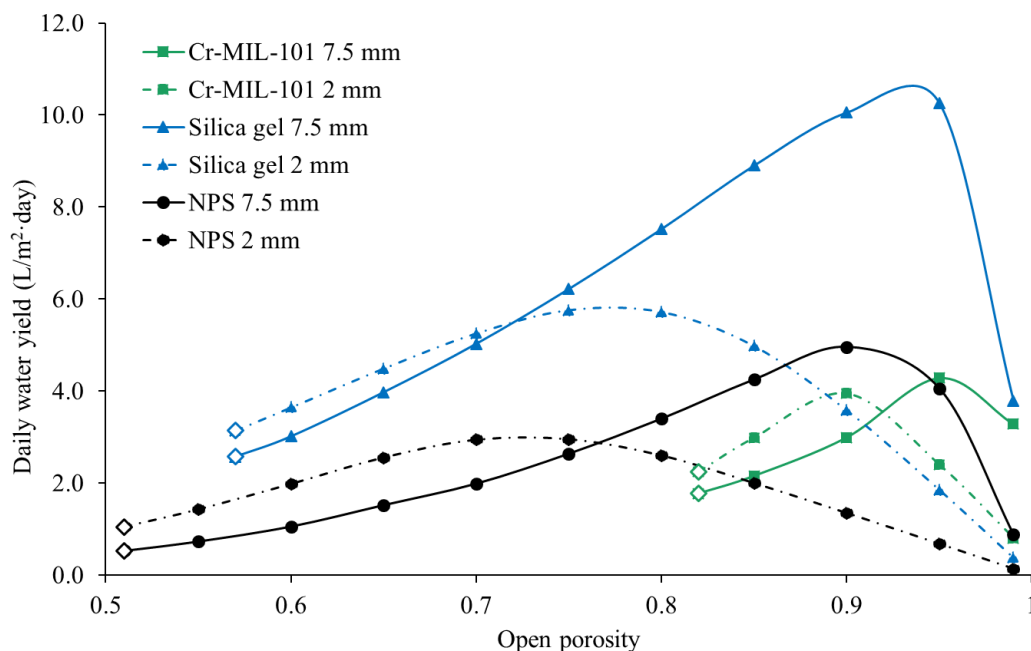 12.0
10.0
8.0
6.0
4.0
2.0
0.0
Daily water yield (L/m²·day)
Cr-MIL-101 7.5 mm
Cr-MIL-101 2 mm
Silica gel 7.5 mm
Silica gel 2 mm
NPS 7.5 mm
NPS 2 mm
0.5 0.6 0.7 0.8 0.9 1
Open porosity